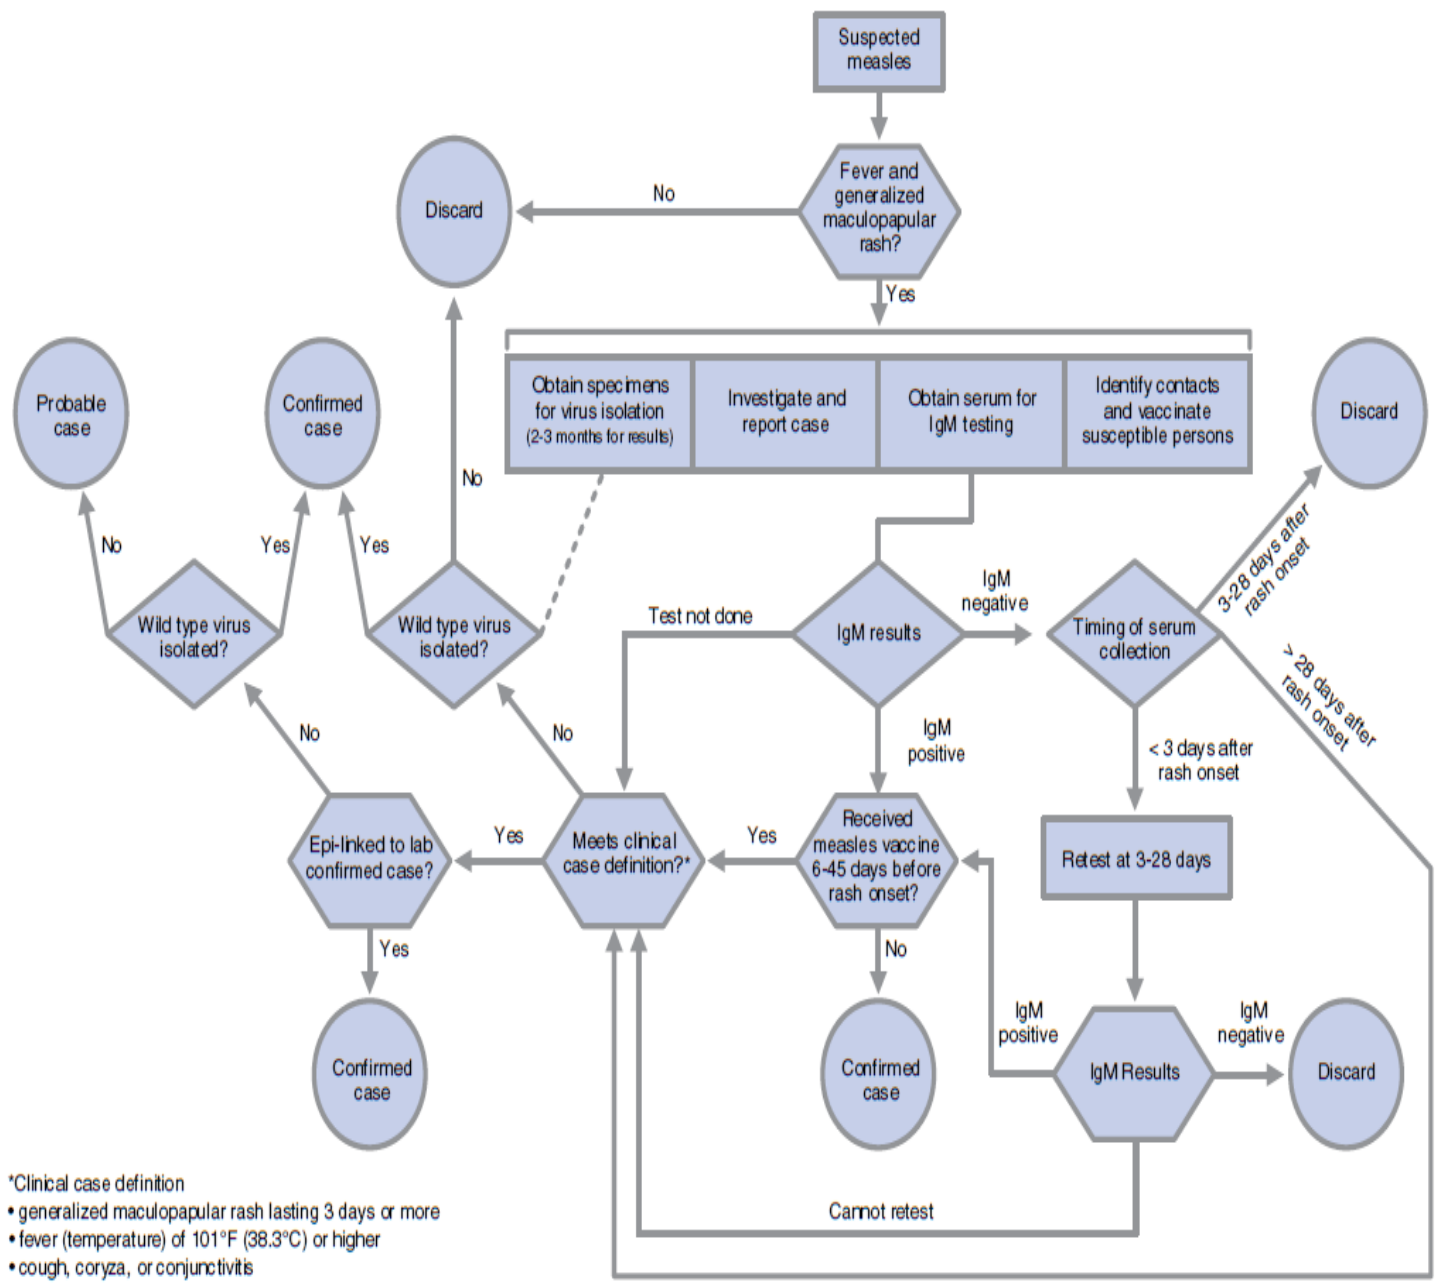 Suspected
measles
Fever and
generalized
maculopapular
rash?
No
Discard
Yes
Probable
case
Confirmed
case
Obtain specimens
for virus isolation
(2-3 months for results)
Investigate and
report case
Obtain serum for
IgM testing
Identify contacts
and vaccinate
susceptible persons
Discard
No
No
Yes
Yes
Wild type virus
isolated?
Wild type virus
isolated?
Test not done
IgM results
IgM
negative
Timing of serum
collection
3-28 days after
rash onset
> 28 days after
rash onset
No
No
IgM
positive
< 3 days after
rash onset
Epi-linked to lab
confirmed case?
Yes
Meets clinical
case definition?*
Yes
Received
measles vaccine
6-45 days before
rash onset?
Retest at 3-28 days
Yes
No
Confirmed
case
Confirmed
case
IgM
positive
IgM Results
IgM
negative
Discard
Cannot retest
*Clinical case definition
• generalized maculopapular rash lasting 3 days or more
• fever (temperature) of 101°F (38.3°C) or higher
• cough, coryza, or conjunctivitis